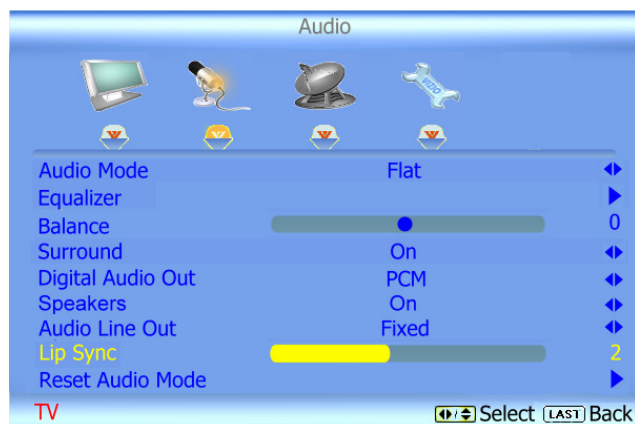 Audio
VIZIO
Audio Mode Flat
Equalizer
Balance 0
Surround On
Digital Audio Out PCM
Speakers On
Audio Line Out Fixed
Lip Sync 2
Reset Audio Mode
TV Select LAST Back